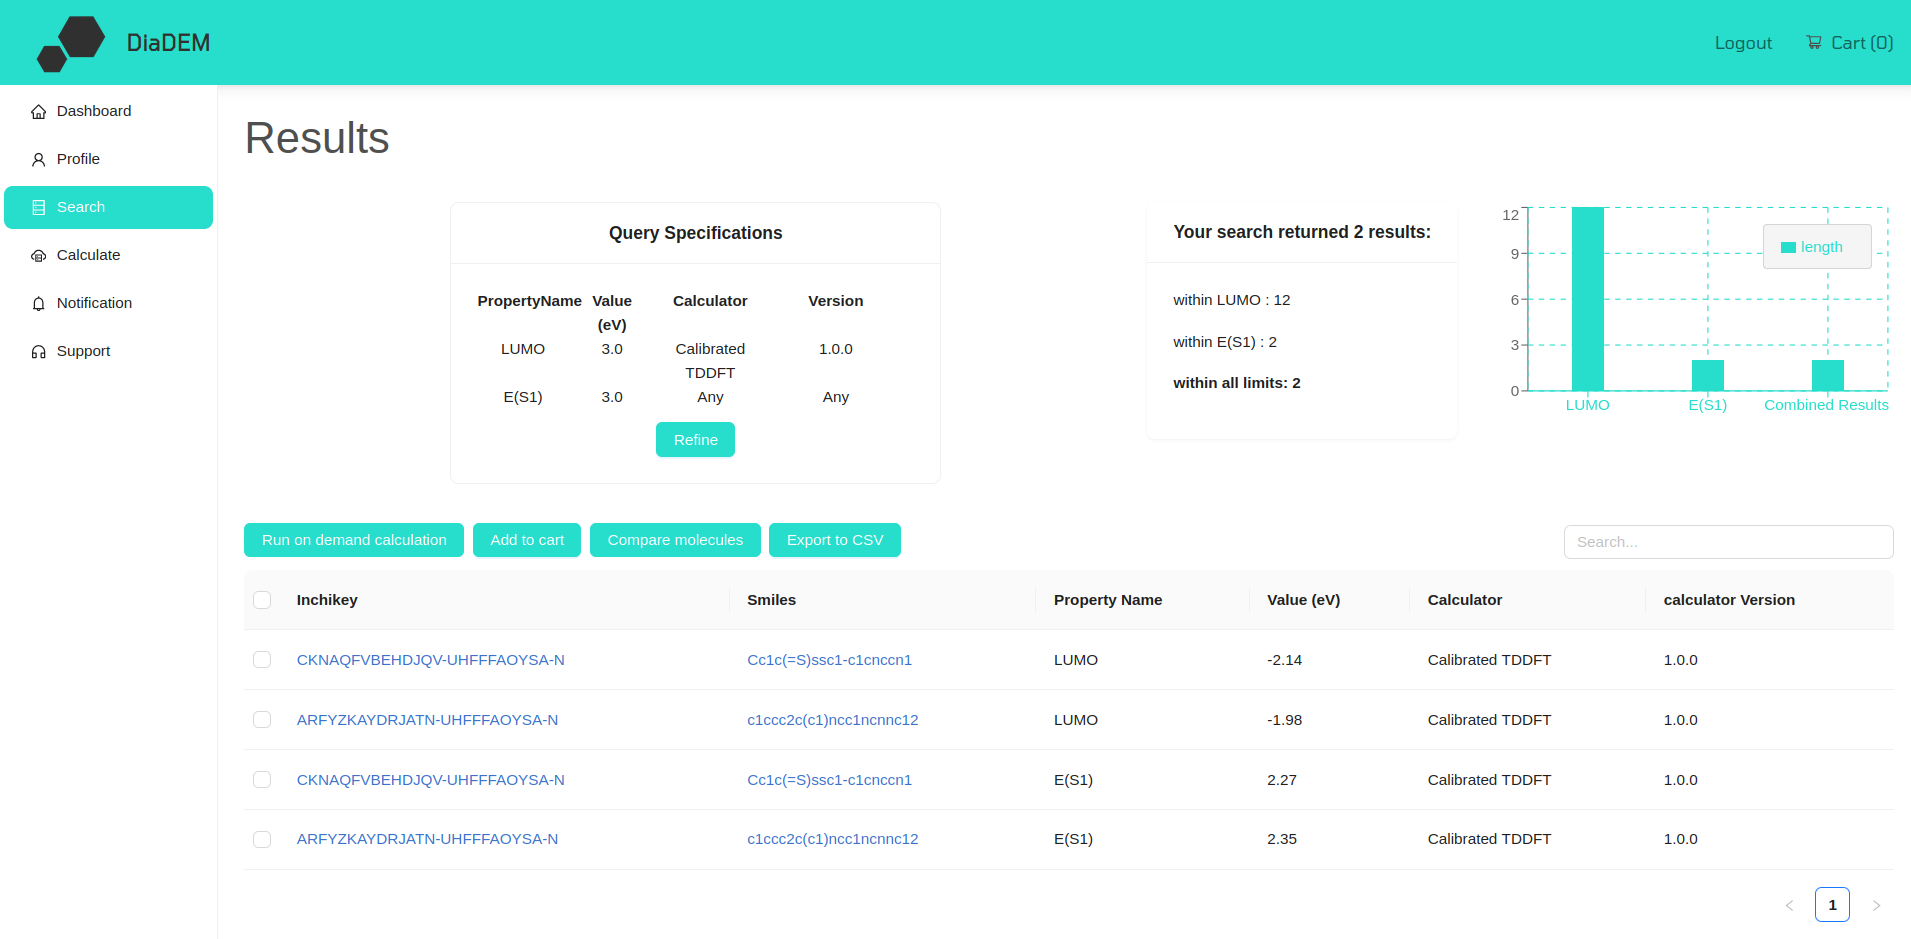 DiaDEM
Logout
Cart (0)
Dashboard
Profile
Search
Calculate
Notification
Support
Results
Query Specifications
PropertyName Value (eV) Calculator Version
LUMO 3.0 Calibrated TDDFT 1.0.0
E(S1) 3.0 Any Any
Refine
Your search returned 2 results:
within LUMO : 12
within E(S1) : 2
within all limits: 2
12
9
6
3
0
length
LUMO E(S1) Combined Results
Run on demand calculation Add to cart Compare molecules Export to CSV
Search...
Inchikey Smiles Property Name Value (eV) Calculator calculator Version
CKNAQFVBEHDJQV-UHFFFAOYSA-N Cc1c(=S)ssc1-c1cnccn1 LUMO -2.14 Calibrated TDDFT 1.0.0
ARFYZKAYDRJATN-UHFFFAOYSA-N c1ccc2c(c1)ncc1ncnnc12 LUMO -1.98 Calibrated TDDFT 1.0.0
CKNAQFVBEHDJQV-UHFFFAOYSA-N Cc1c(=S)ssc1-c1cnccn1 E(S1) 2.27 Calibrated TDDFT 1.0.0
ARFYZKAYDRJATN-UHFFFAOYSA-N c1ccc2c(c1)ncc1ncnnc12 E(S1) 2.35 Calibrated TDDFT 1.0.0
< 1 >